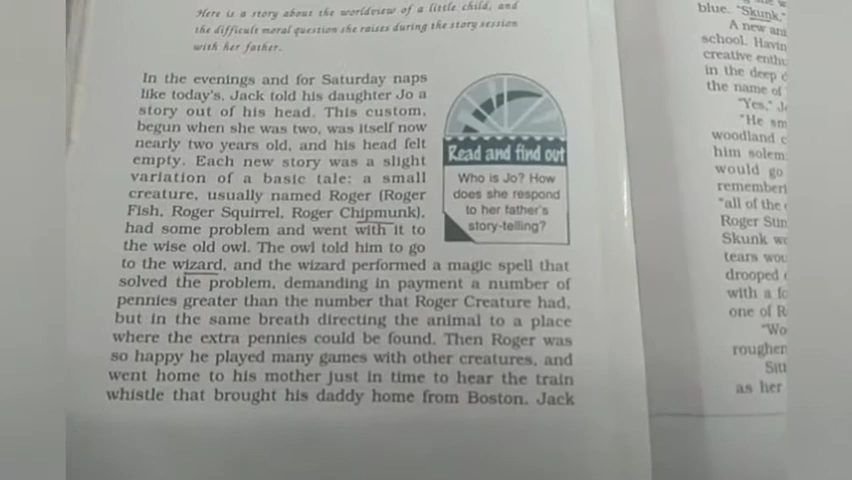 Here is a story about the worldview of a little child, and
the difficult moral question she raises during the story session
with her father.
In the evenings and for Saturday naps
like today's, Jack told his daughter Jo a
story out of his head. This custom,
begun when she was two, was itself now
nearly two years old, and his head felt
empty. Each new story was a slight
variation of a basic tale: a small
creature, usually named Roger (Roger
Fish, Roger Squirrel, Roger Chipmunk),
had some problem and went with it to
the wise old owl. The owl told him to go
to the wizard, and the wizard performed a magic spell that
solved the problem, demanding in payment a number of
pennies greater than the number that Roger Creature had,
but in the same breath directing the animal to a place
where the extra pennies could be found. Then Roger was
so happy he played many games with other creatures, and
went home to his mother just in time to hear the train
whistle that brought his daddy home from Boston. Jack
Read and find out
Who is Jo? How
does she respond
to her father's
story-telling?
blue. "Skunk,"
A new
school.
creative
in the deep
the name of
"Yes,"
"He
woodland
him
would go
"all of the
Roger
Skunk
tears
drooped
with a
one of
"Wo
as her